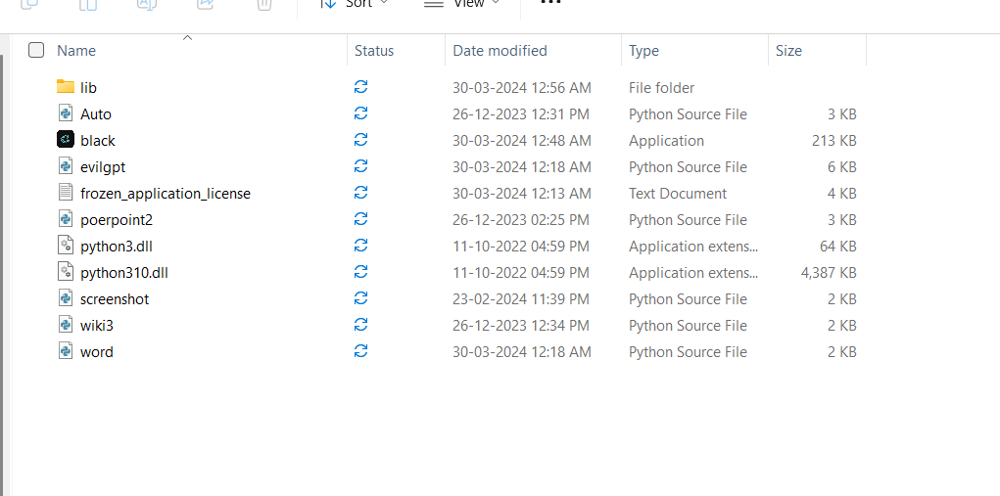 Sort View ...
Name Status Date modified Type Size
lib 30-03-2024 12:56 AM File folder
Auto 26-12-2023 12:31 PM Python Source File 3 KB
black 30-03-2024 12:48 AM Application 213 KB
evilgpt 30-03-2024 12:18 AM Python Source File 6 KB
frozen_application_license 30-03-2024 12:13 AM Text Document 4 KB
poerpoint2 26-12-2023 02:25 PM Python Source File 3 KB
python3.dll 11-10-2022 04:59 PM Application extens... 64 KB
python310.dll 11-10-2022 04:59 PM Application extens... 4,387 KB
screenshot 23-02-2024 11:39 PM Python Source File 2 KB
wiki3 26-12-2023 12:34 PM Python Source File 2 KB
word 30-03-2024 12:18 AM Python Source File 2 KB